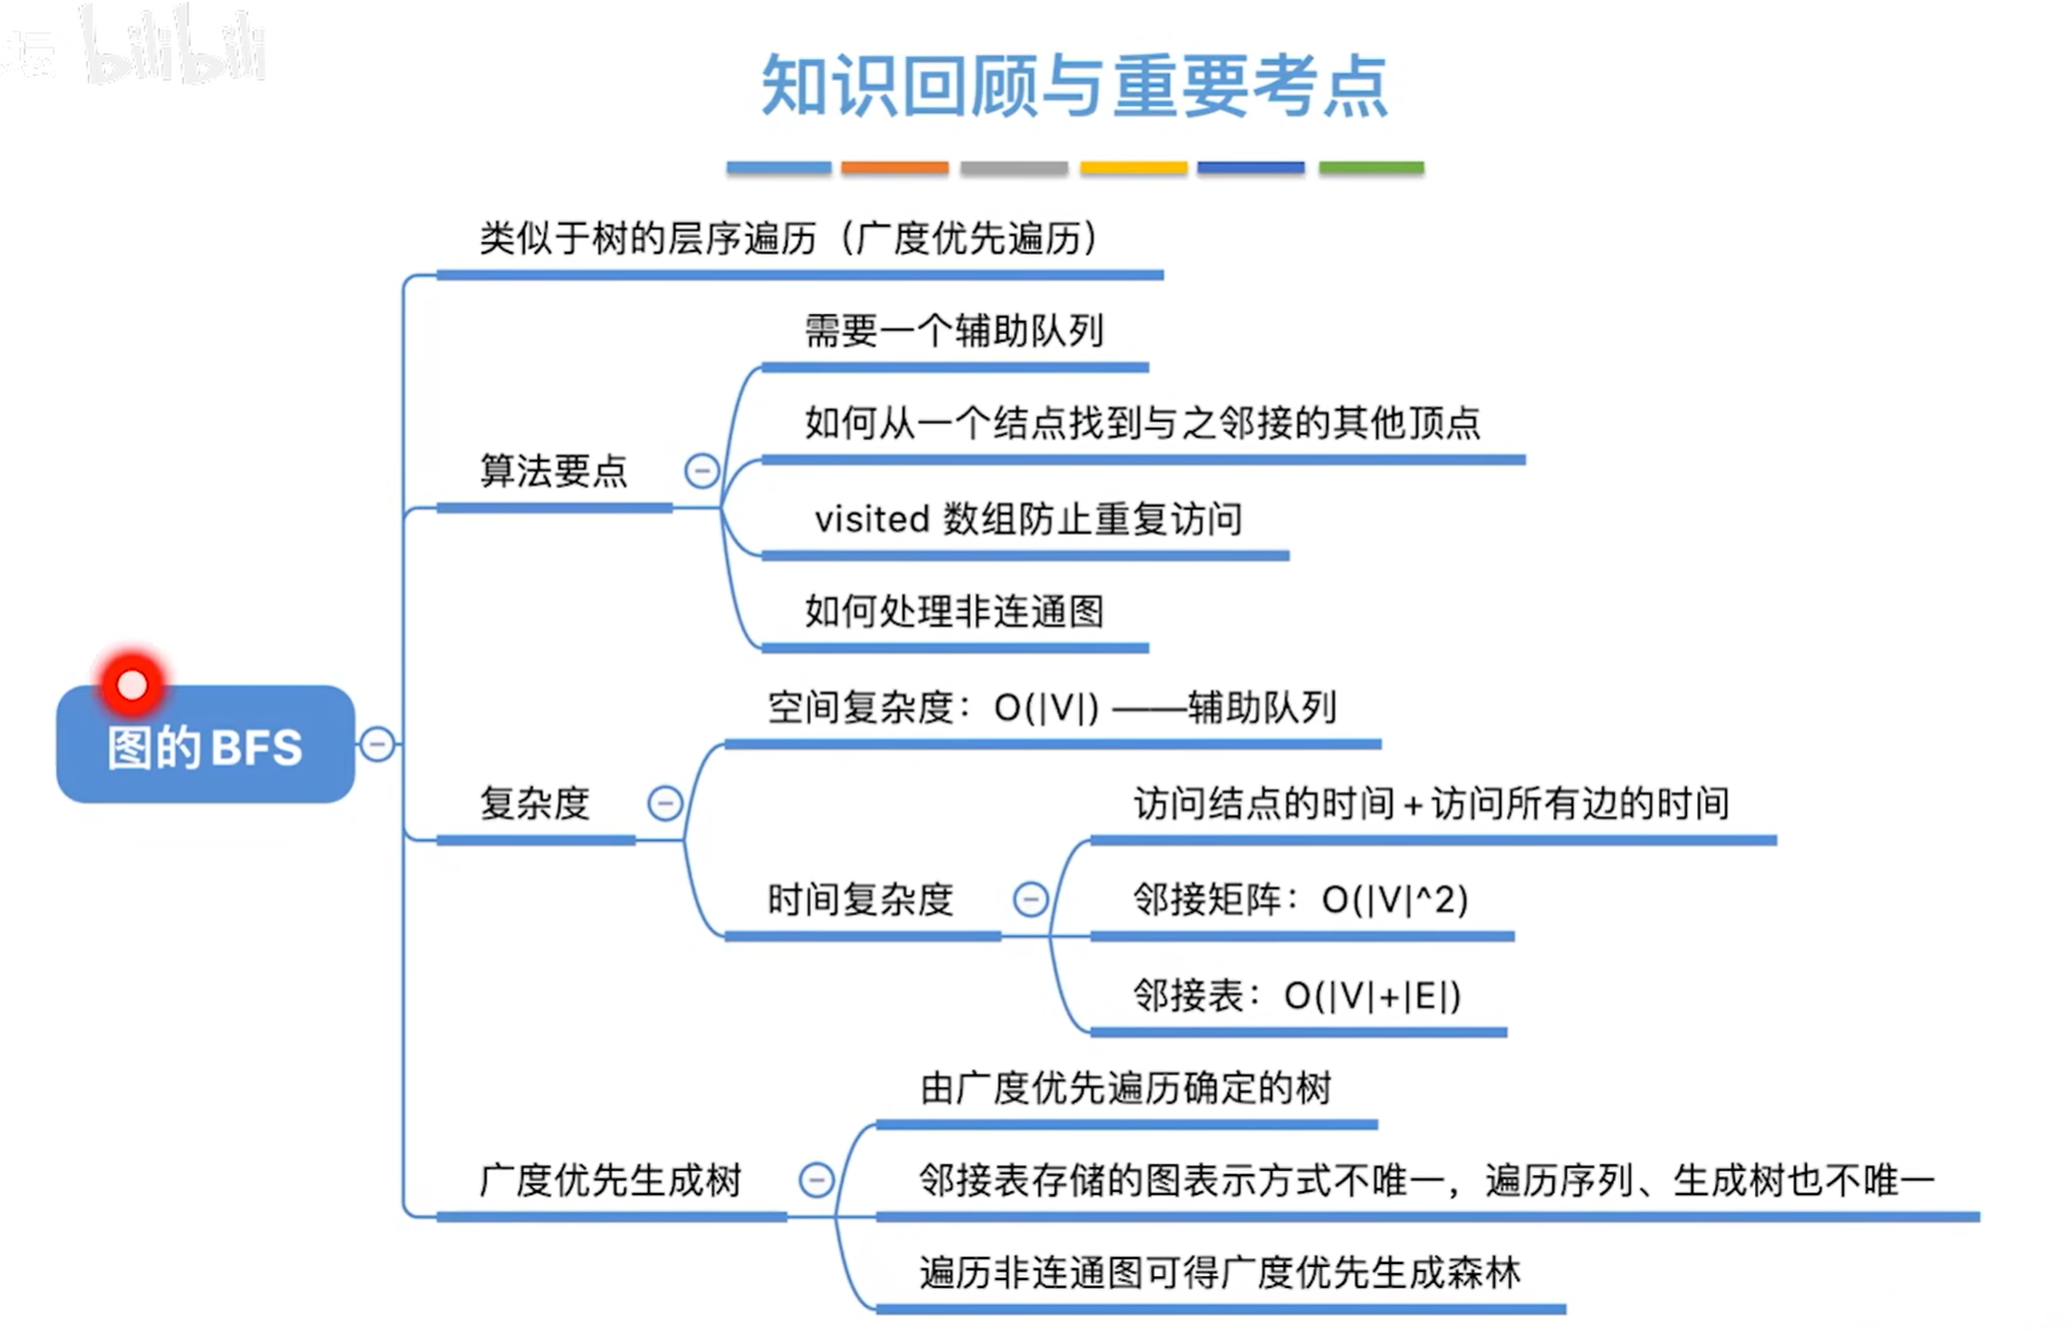 坛 bilibili
知识回顾与重要考点
类似于树的层序遍历（广度优先遍历）
需要一个辅助队列
如何从一个结点找到与之邻接的其他顶点
算法要点
visited 数组防止重复访问
如何处理非连通图
空间复杂度：O(|V|) ——辅助队列
图的BFS
访问结点的时间+访问所有边的时间
复杂度
时间复杂度
邻接矩阵：O(|V|^2)
邻接表：O(|V|+|E|)
由广度优先遍历确定的树
广度优先生成树
邻接表存储的图表示方式不唯一，遍历序列、生成树也不唯一
遍历非连通图可得广度优先生成森林